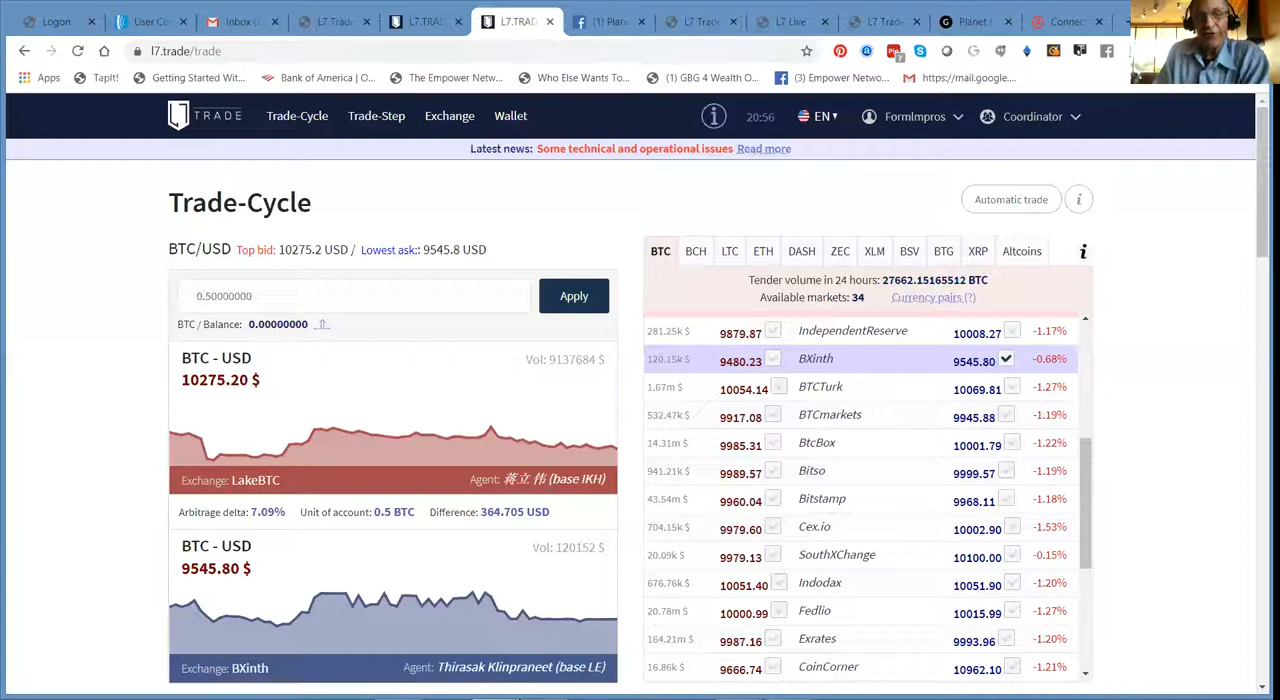 Logon
User Co
Inbox (
L7 Trad
L7.TRAD
L7.TRAD
(1) Plan
L7 Trad
L7 Live
L7 Trad
Planet
Connec
l7.trade/trade
Apps
TapIt!
Getting Started Wit...
Bank of America | O...
The Empower Netw...
Who Else Wants To...
(1) GBG 4 Wealth O...
(3) Empower Netwo...
https://mail.google....
L7 TRADE
Trade-Cycle
Trade-Step
Exchange
Wallet
20:56
EN
FormImpros
Coordinator
Latest news: Some technical and operational issues Read more
Trade-Cycle
Automatic trade
BTC/USD Top bid: 10275.2 USD / Lowest ask:: 9545.8 USD
0.50000000
Apply
BTC / Balance: 0.00000000
BTC - USD
Vol: 9137684 $
10275.20 $
Exchange: LakeBTC
Agent: 蒋立 伟 (base IKH)
Arbitrage delta: 7.09% Unit of account: 0.5 BTC Difference: 364.705 USD
BTC - USD
Vol: 120152 $
9545.80 $
Exchange: BXinth
Agent: Thirasak Klinpraneet (base LE)
BTC BCH LTC ETH DASH ZEC XLM BSV BTG XRP Altcoins
Tender volume in 24 hours: 27662.15165512 BTC
Available markets: 34 Currency pairs (?)
281.25k $ 9879.87 IndependentReserve 10008.27 -1.17%
120.15k $ 9480.23 BXinth 9545.80 -0.68%
1.67m $ 10054.14 BTCTurk 10069.81 -1.27%
532.47k $ 9917.08 BTCmarkets 9945.88 -1.19%
14.31m $ 9985.31 BtcBox 10001.79 -1.22%
941.21k $ 9989.57 Bitso 9999.57 -1.19%
43.54m $ 9960.04 Bitstamp 9968.11 -1.18%
704.15k $ 9979.60 Cex.io 10002.90 -1.53%
20.09k $ 9979.13 SouthXChange 10100.00 -0.15%
676.76k $ 10051.40 Indodax 10051.90 -1.20%
20.78m $ 10000.99 Fedlio 10015.99 -1.27%
164.21m $ 9987.16 Exrates 9993.96 -1.20%
16.86k $ 9666.74 CoinCorner 10962.10 -1.21%